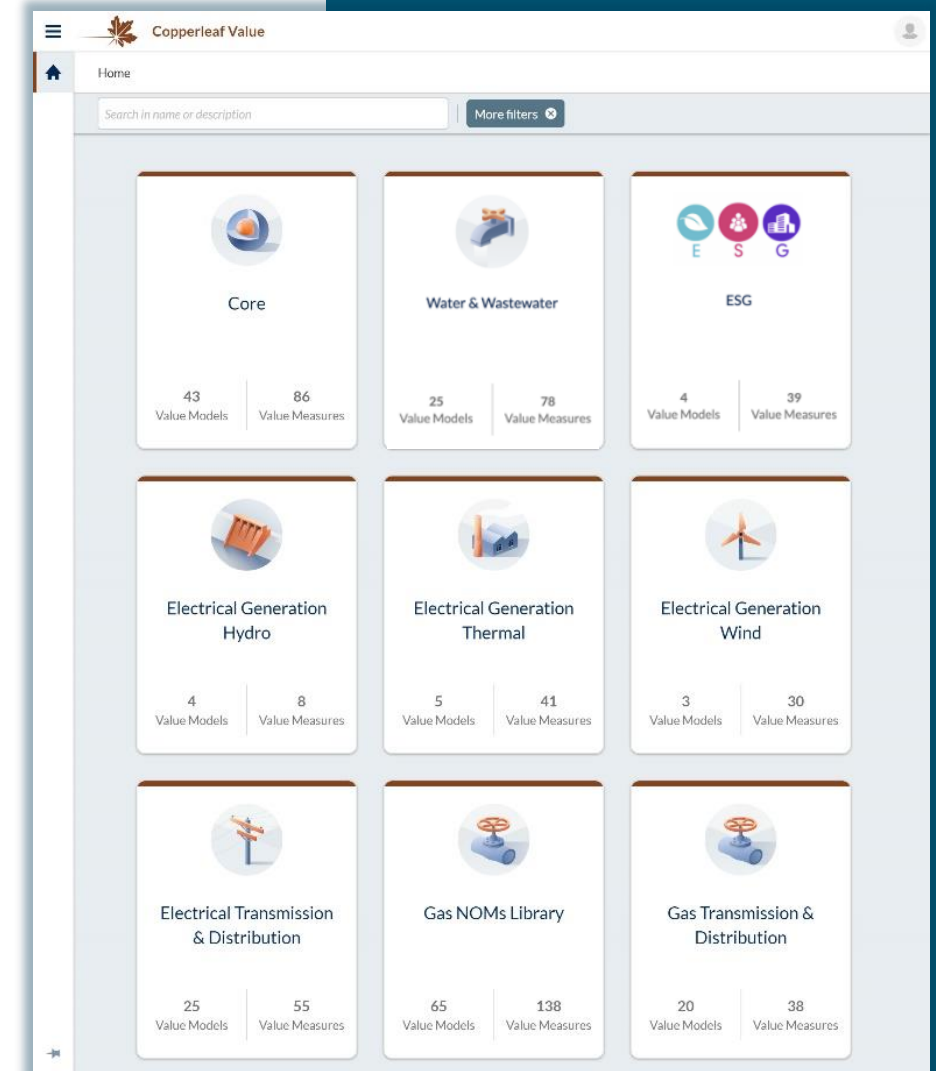 Copperleaf Value
Home
Search in name or description
More filters
Core
43
86
Value Models
Value Measures
Water & Wastewater
25
78
Value Models
Value Measures
E S G
ESG
4
39
Value Models
Value Measures
Electrical Generation
Hydro
4
8
Value Models
Value Measures
Electrical Generation
Thermal
5
41
Value Models
Value Measures
Electrical Generation
Wind
3
30
Value Models
Value Measures
Electrical Transmission
& Distribution
25
55
Value Models
Value Measures
Gas NOMs Library
65
138
Value Models
Value Measures
Gas Transmission &
Distribution
20
38
Value Models
Value Measures